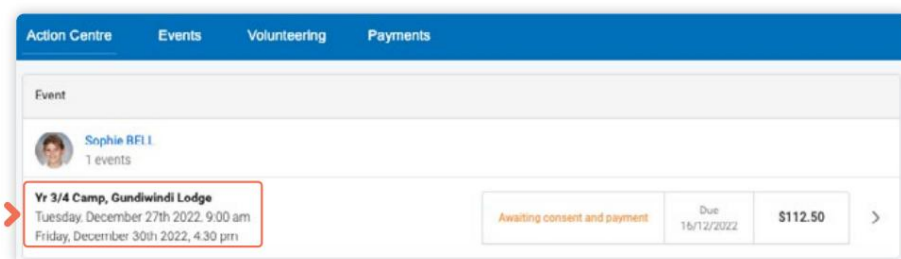 Action Centre Events Volunteering Payments
Event
Sophie BELL
1 events
Yr 3/4 Camp, Gundiwindi Lodge
Tuesday, December 27th 2022, 9:00 am
Friday, December 30th 2022, 4:30 pm
Awaiting consent and payment
Due
16/12/2022
$112.50